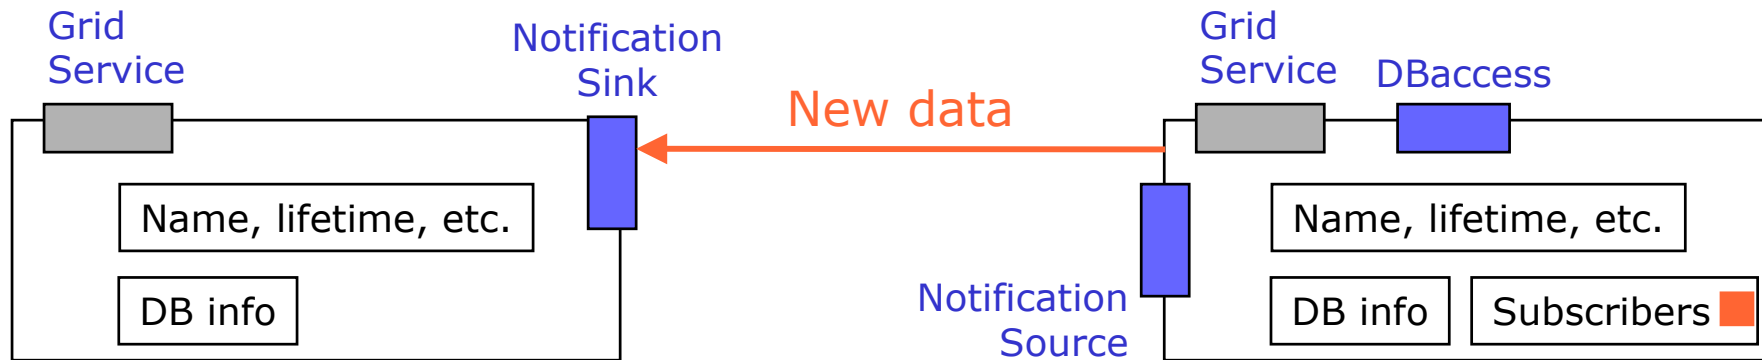 Grid
Service
Notification
Sink
New data
Grid
Service
DBaccess
Name, lifetime, etc.
DB info
Notification
Source
Name, lifetime, etc.
DB info
Subscribers